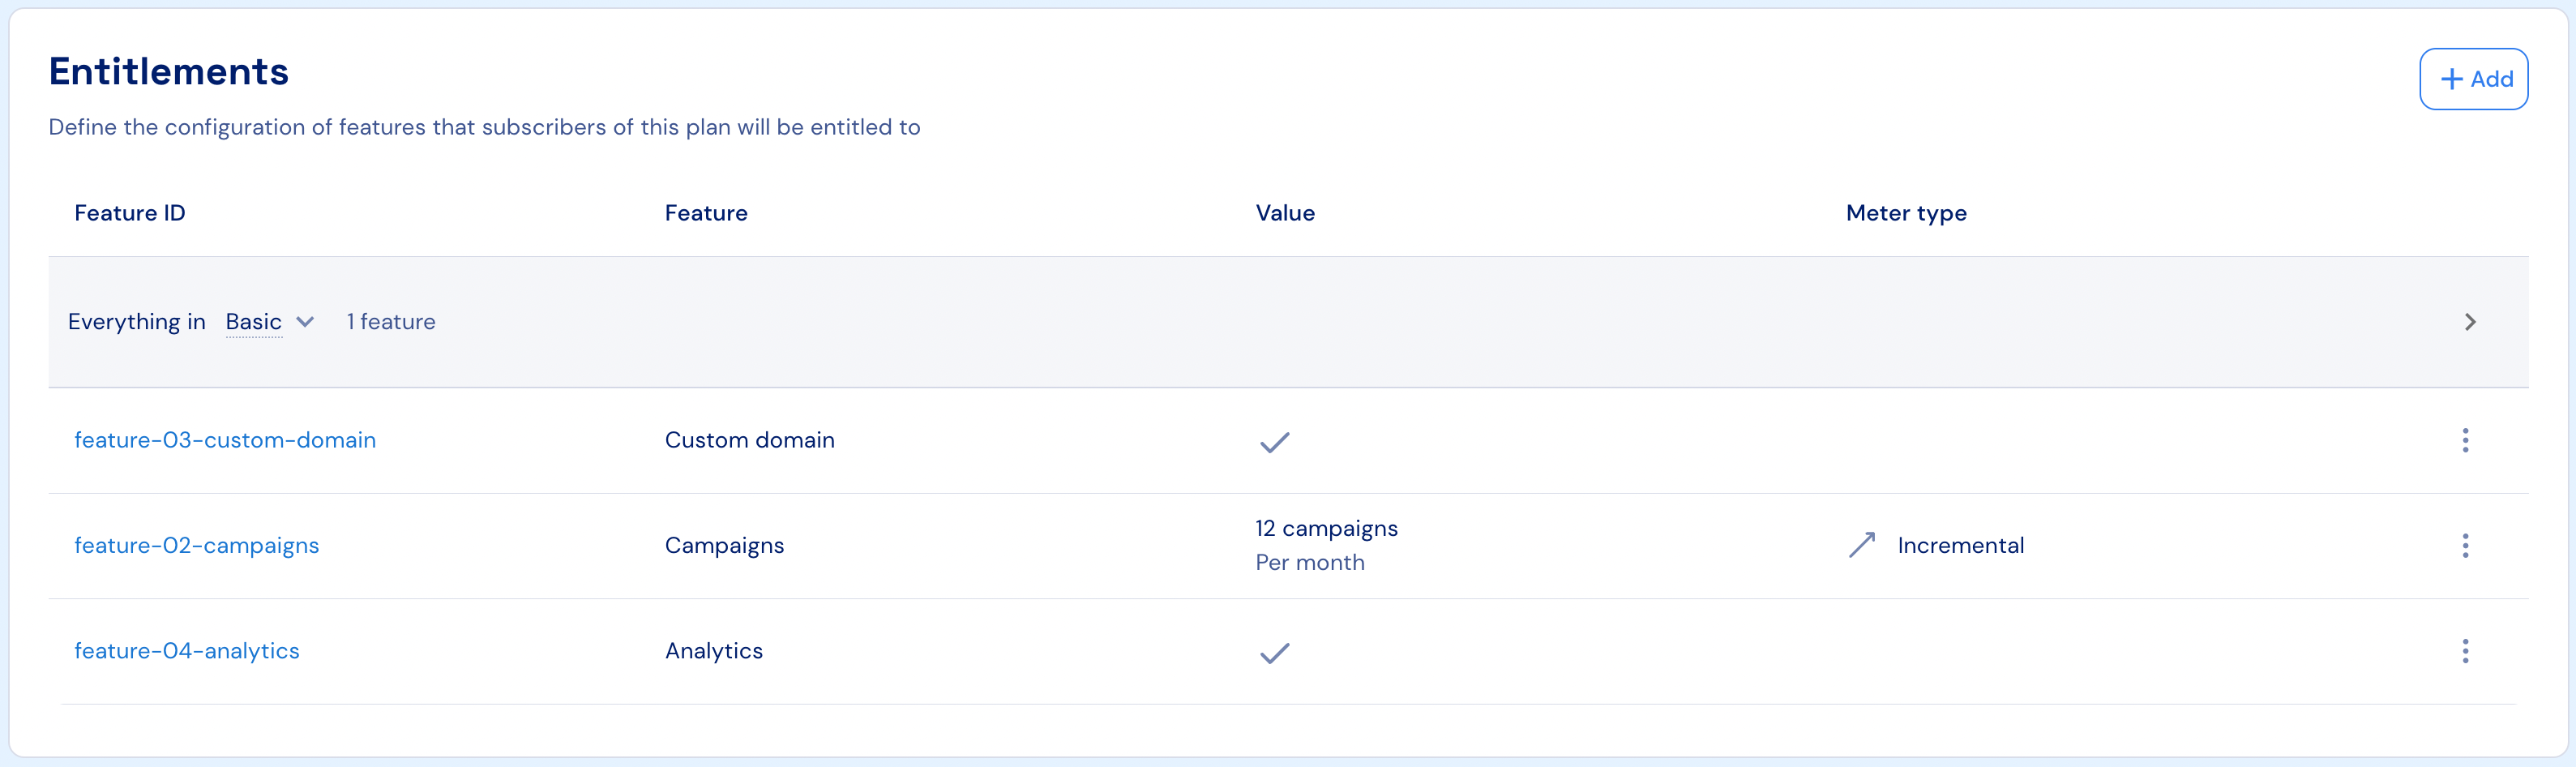 Entitlements
Add
Define the configuration of features that subscribers of this plan will be entitled to
Feature ID Feature Value Meter type
Everything in Basic 1 feature
feature-03-custom-domain Custom domain
feature-02-campaigns Campaigns 12 campaigns Incremental
Per month
feature-04-analytics Analytics